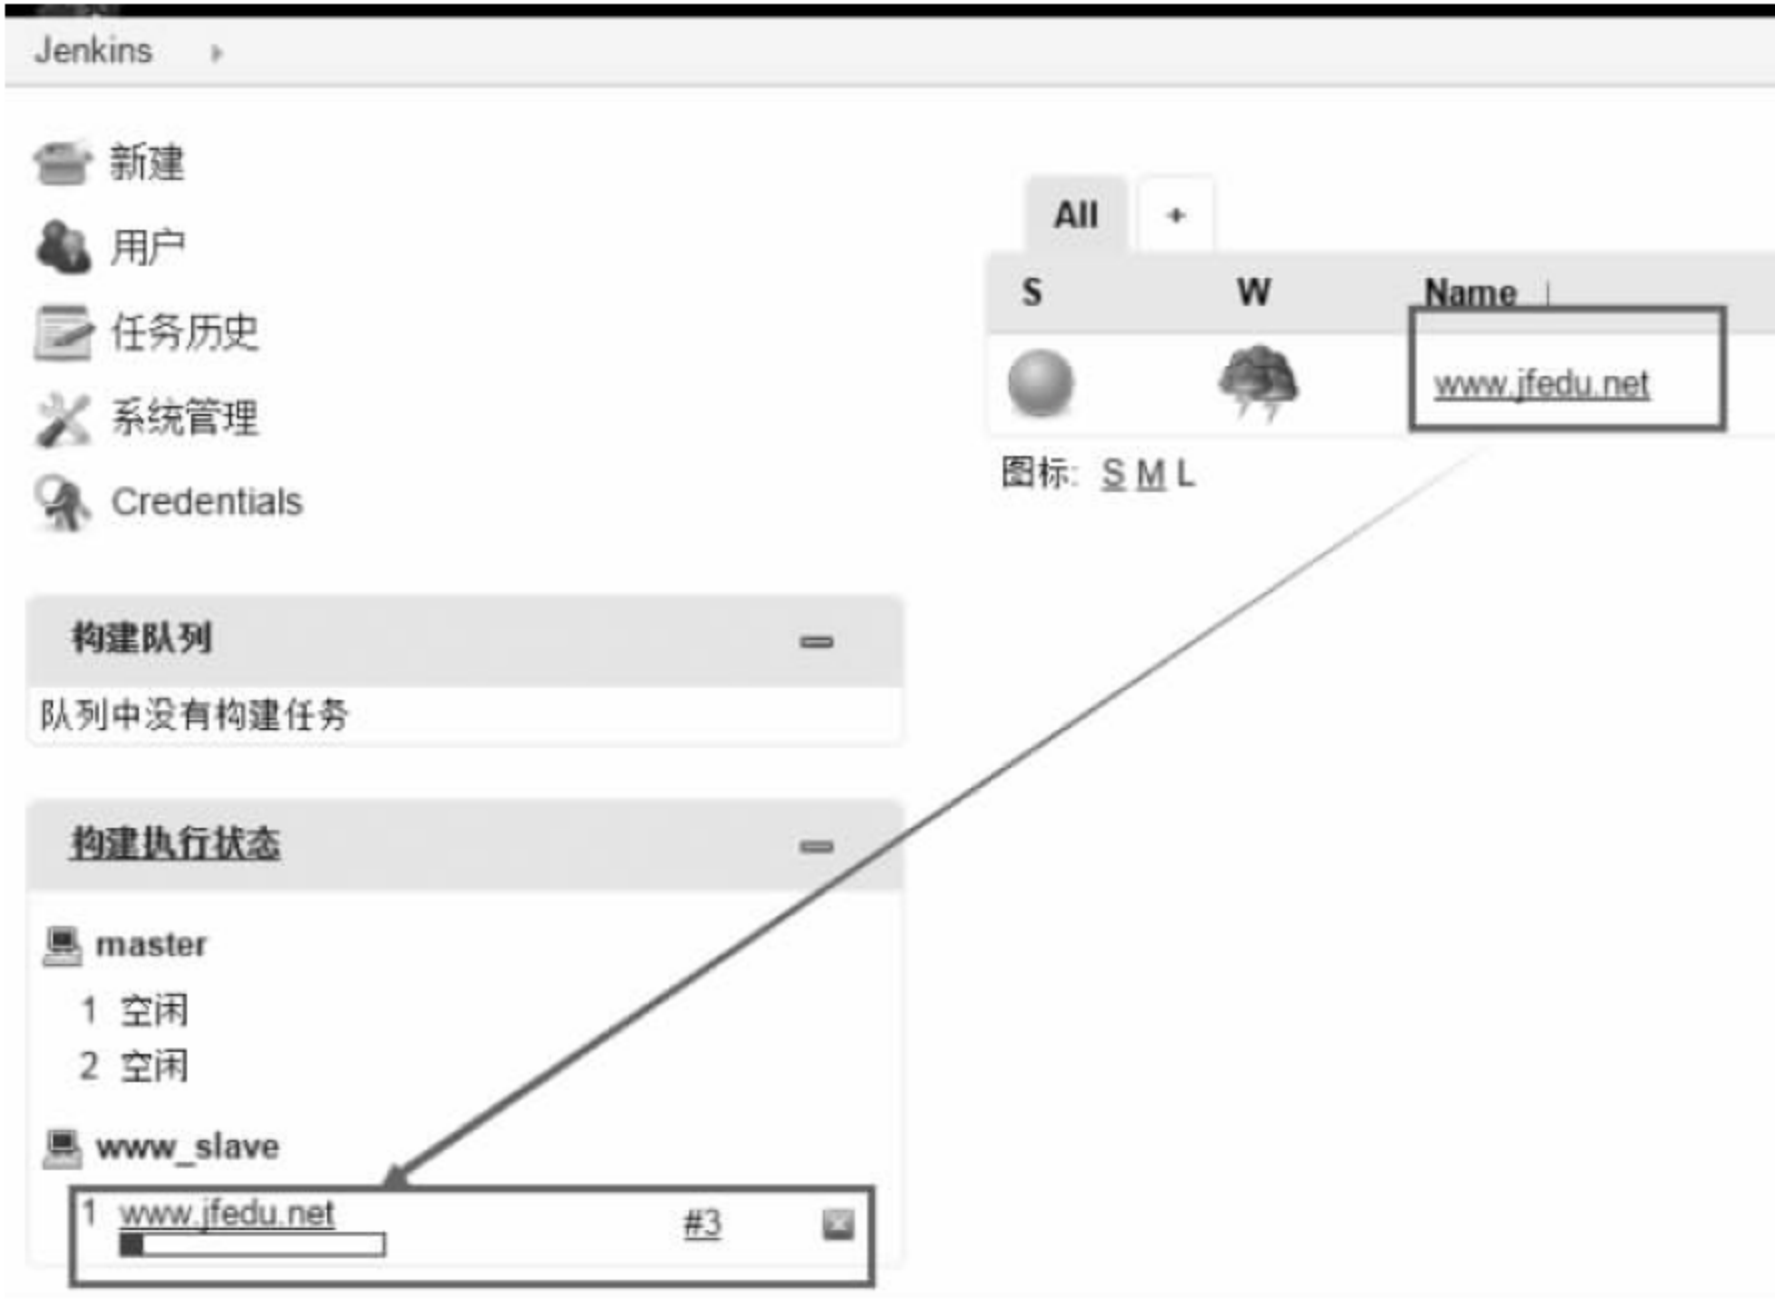 Jenkins
新建
用户
任务历史
系统管理
Credentials
构建队列
队列中没有构建任务
构建执行状态
master
1 空闲
2 空闲
www_slave
1 www.jfedu.net #3
All +
S W Name
www.jfedu.net
图标: S M L